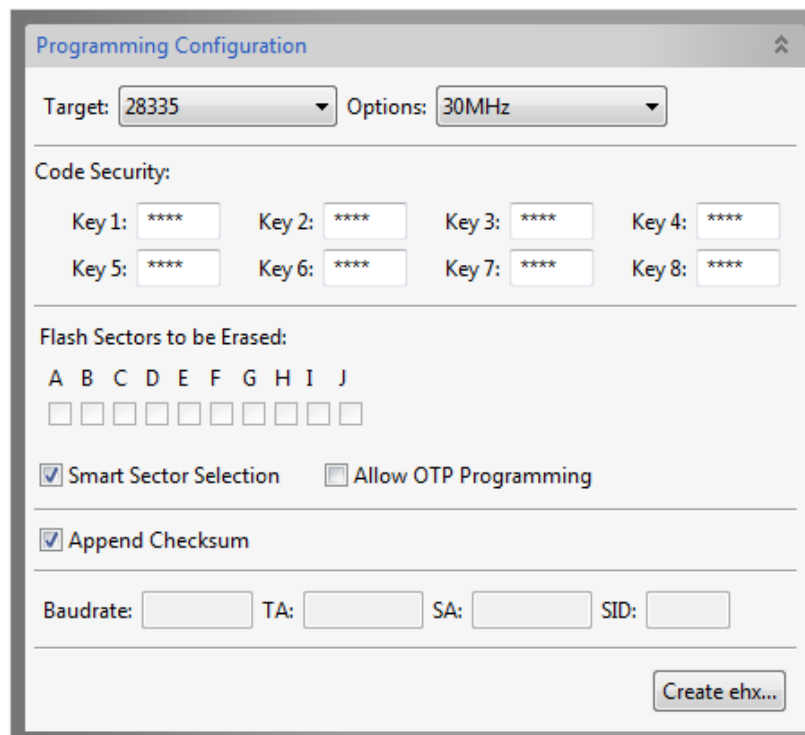 Programming Configuration
Target: 28335 Options: 30MHz
Code Security:
Key 1: **** Key 2: **** Key 3: **** Key 4: ****
Key 5: **** Key 6: **** Key 7: **** Key 8: ****
Flash Sectors to be Erased:
A B C D E F G H I J
Smart Sector Selection Allow OTP Programming
Append Checksum
Baudrate: TA: SA: SID:
Create ehx...